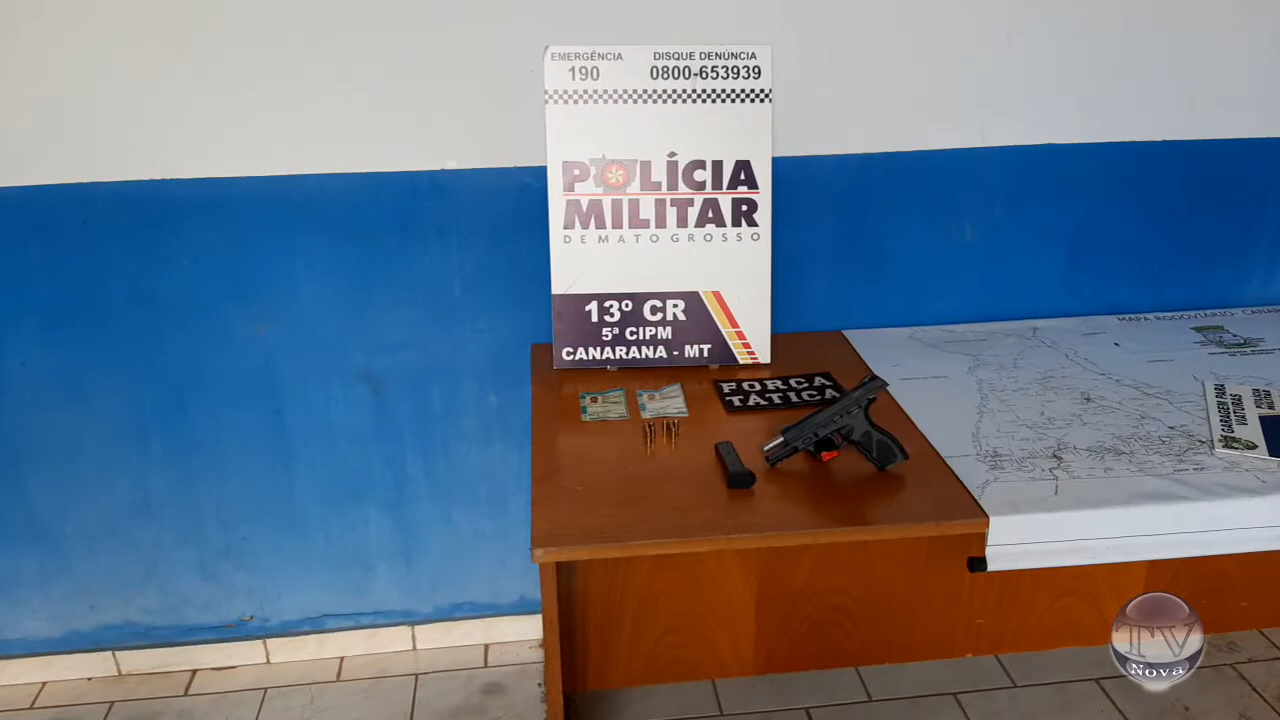 EMERGÊNCIA DISQUE DENÚNCIA
190 0800-653939
POLÍCIA
MILITAR
DE MATO GROSSO
13º CR
5ª CIPM
CANARANA - MT
FORÇA
TÁTICA
MAPA RODOVIÁRIO- CANA
GARAGEM PARA
VIATURAS
POLÍCIA
MILITAR
TV
Nova